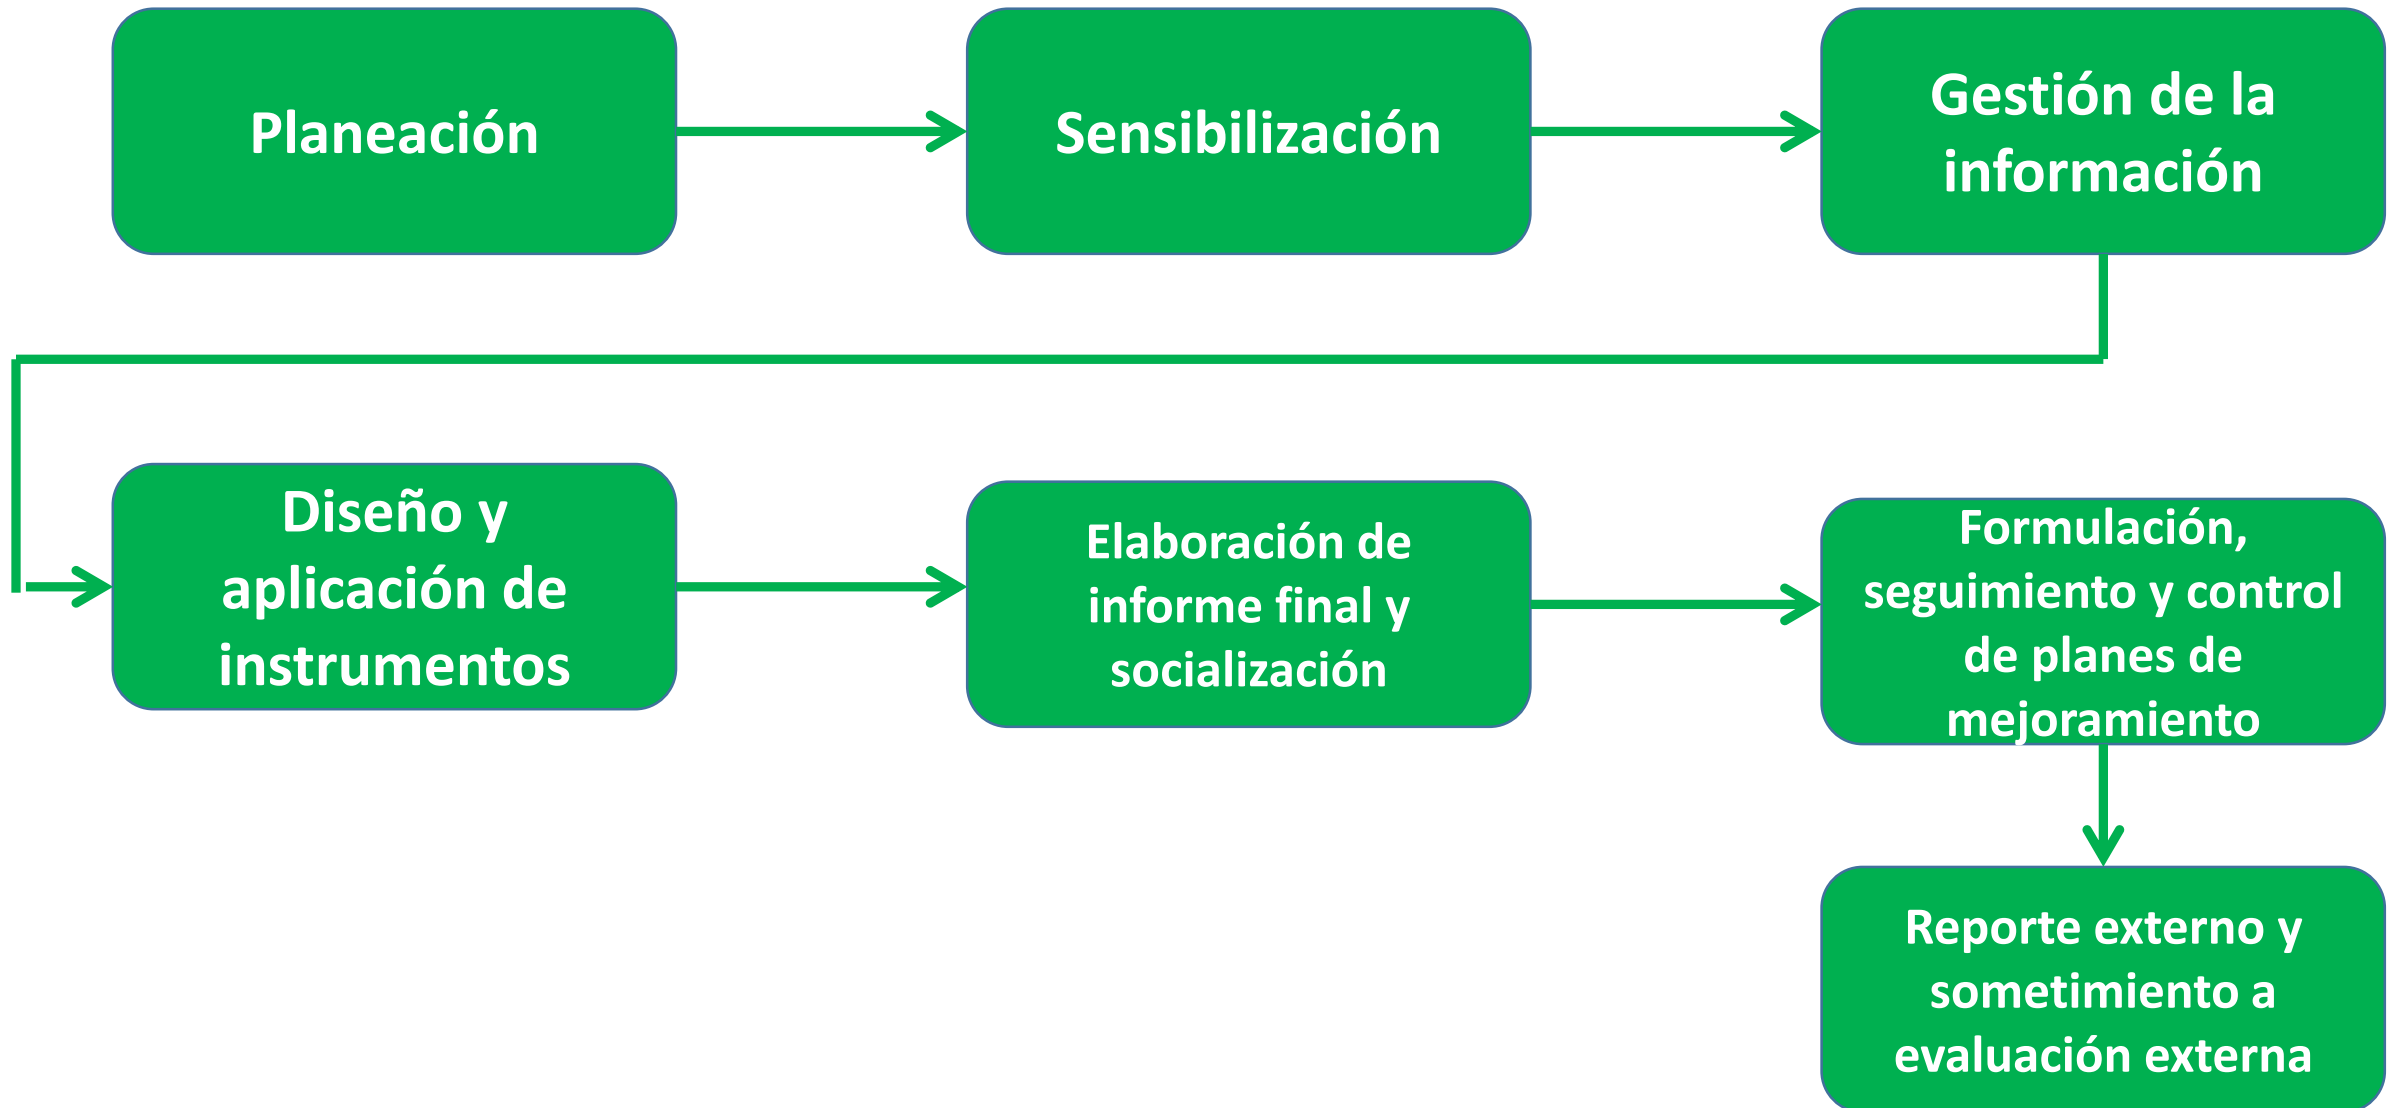 Planeación
Sensibilización
Gestión de la
información
Diseño y
aplicación de
instrumentos
Elaboración de
informe final y
socialización
Formulación,
seguimiento y control
de planes de
mejoramiento
Reporte externo y
sometimiento a
evaluación externa